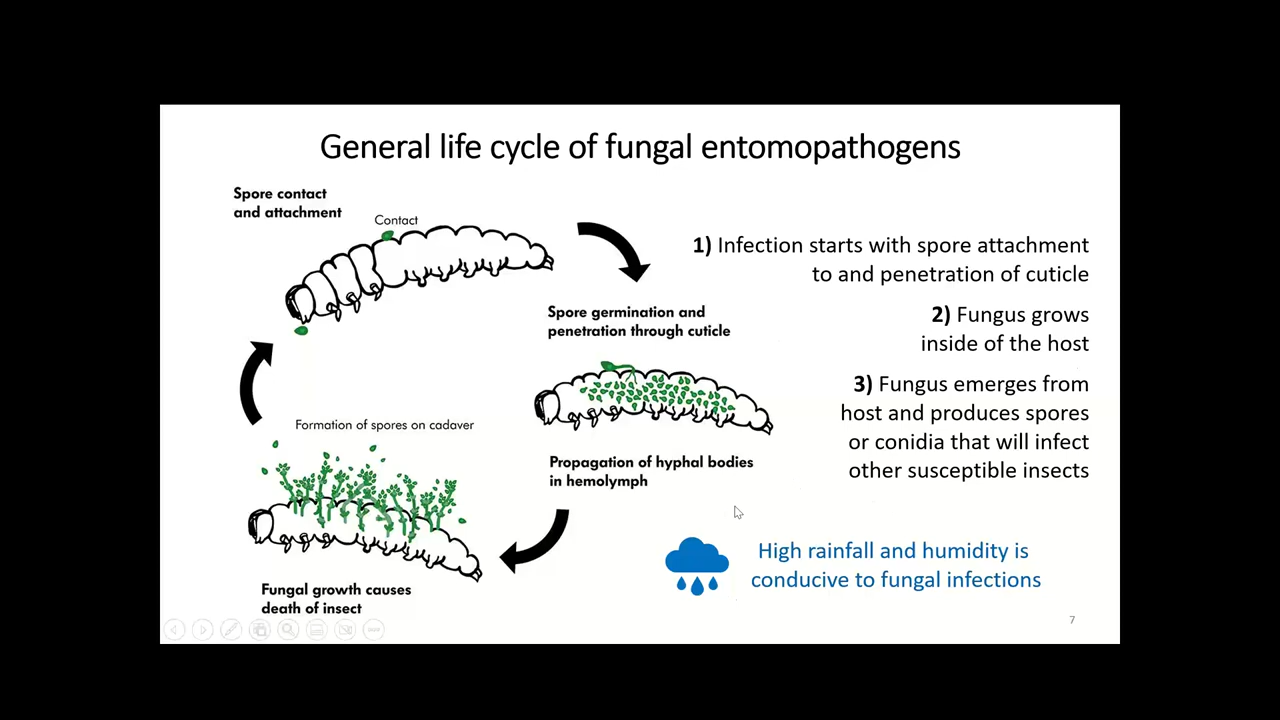 General life cycle of fungal entomopathogens
Spore contact
and attachment
Contact
1) Infection starts with spore attachment
to and penetration of cuticle
Spore germination and
penetration through cuticle
2) Fungus grows
inside of the host
3) Fungus emerges from
host and produces spores
or conidia that will infect
other susceptible insects
Formation of spores on cadaver
Propagation of hyphal bodies
in hemolymph
High rainfall and humidity is
conducive to fungal infections
Fungal growth causes
death of insect
7